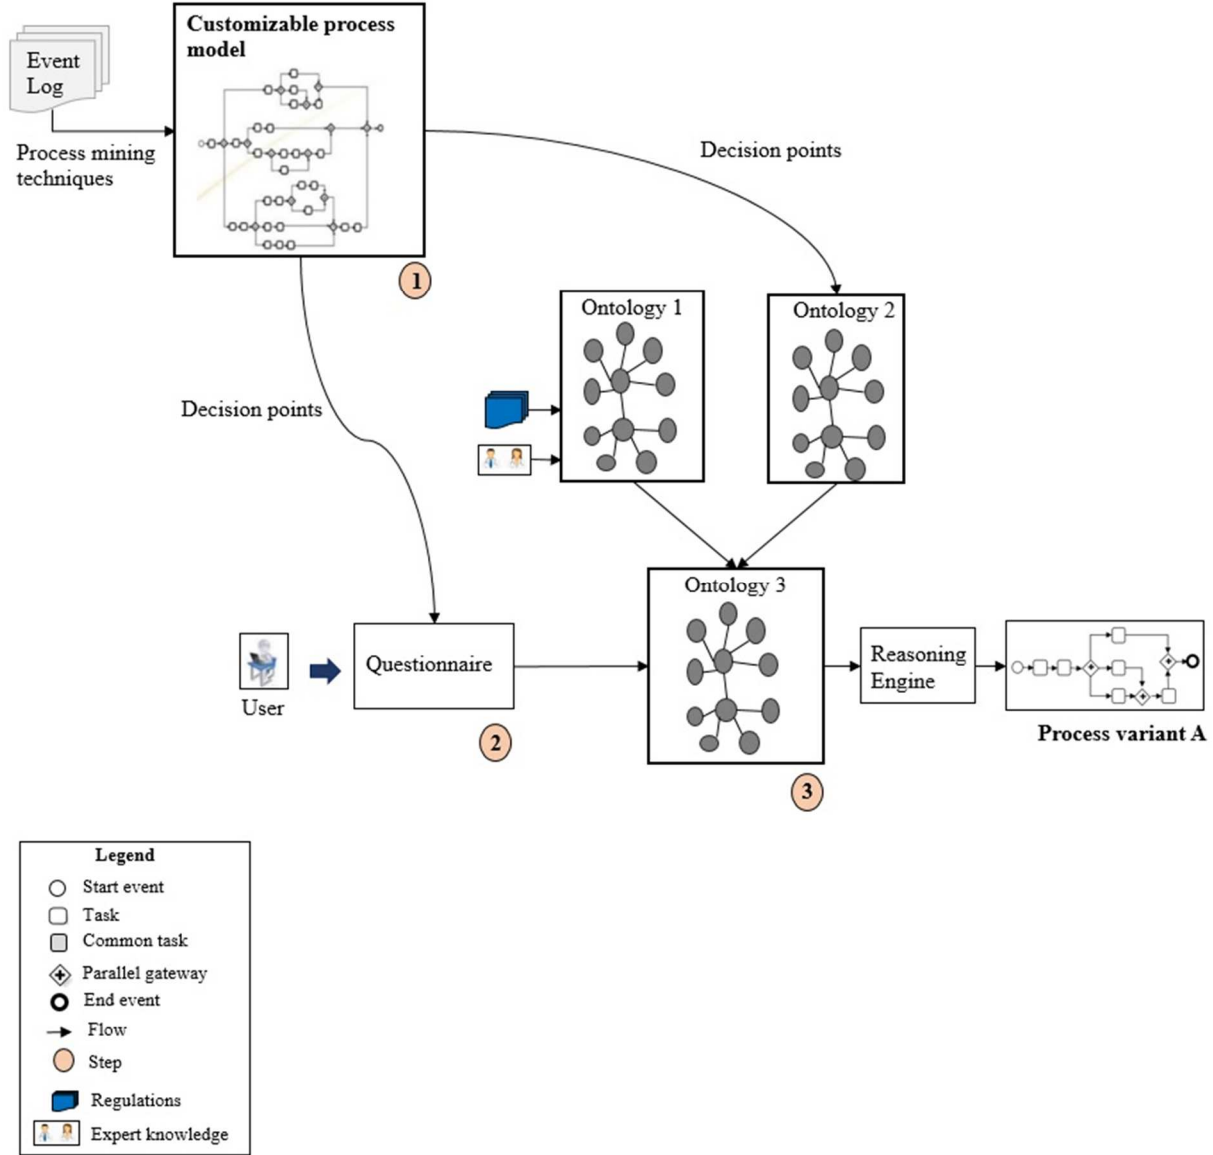 Customizable process
model
Event
Log
Process mining
techniques
Decision points
1
Ontology 1
Ontology 2
Decision points
Ontology 3
Questionnaire
Reasoning
Engine
User
2
Process variant A
3
Legend
Start event
Task
Common task
Parallel gateway
End event
Flow
Step
Regulations
Expert knowledge